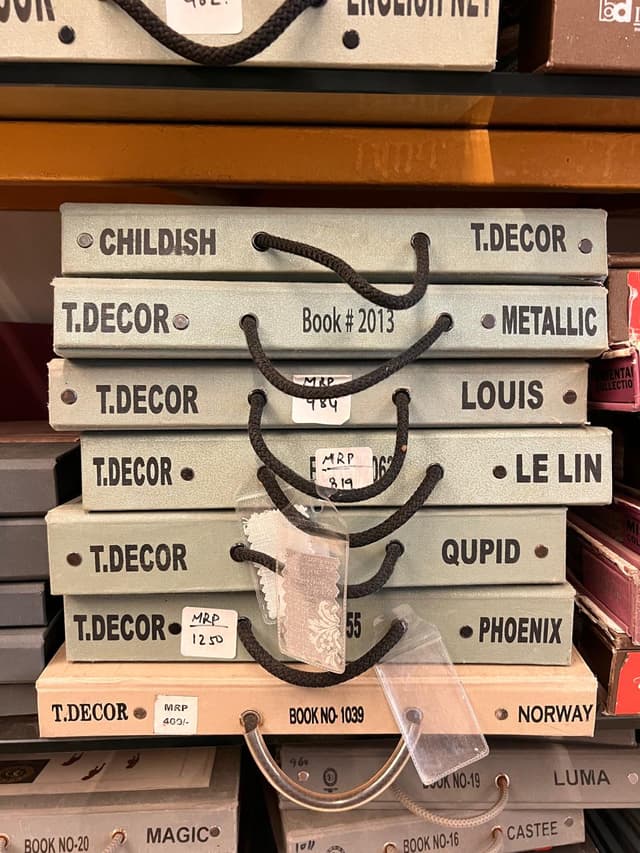 ENGLISH NET
bd
CHILDISH T.DECOR
T.DECOR Book # 2013 METALLIC
T.DECOR MRP 984 LOUIS
T.DECOR MRP 819 LE LIN
T.DECOR QUPID
T.DECOR MRP 1250 55 PHOENIX
T.DECOR MRP 400/- BOOK NO- 1039 NORWAY
BOOK NO-19 LUMA
BOOK NO-20 MAGIC
BOOK NO-16 CASTEE